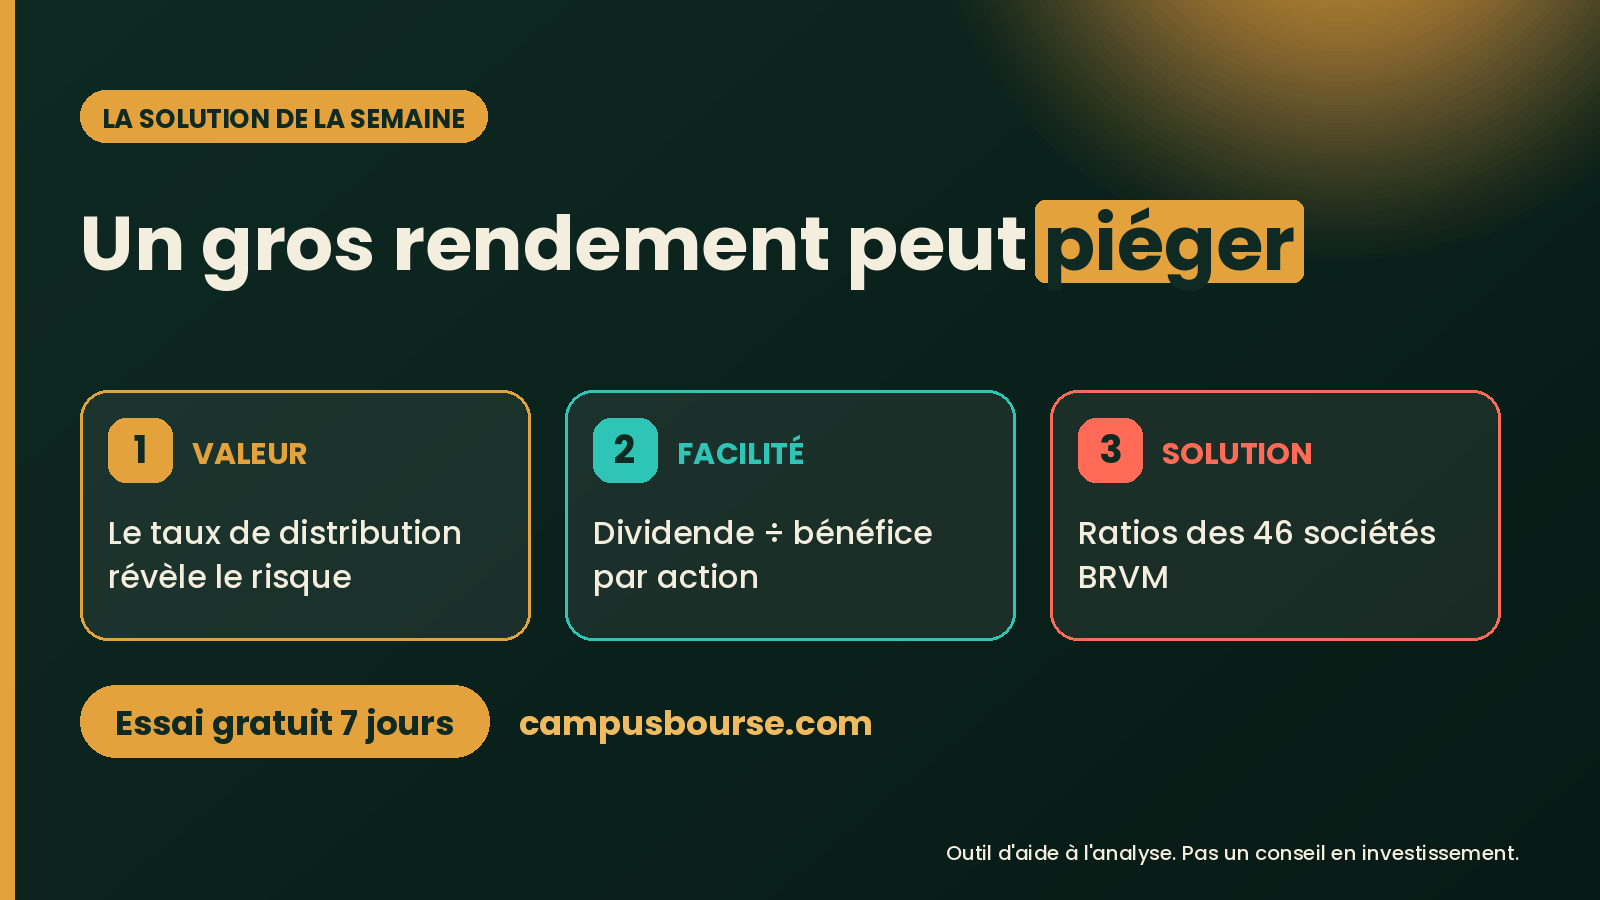 LA SOLUTION DE LA SEMAINE
Un gros rendement peut piéger
1 VALEUR
Le taux de distribution
révèle le risque
2 FACILITÉ
Dividende ÷ bénéfice
par action
3 SOLUTION
Ratios des 46 sociétés
BRVM
Essai gratuit 7 jours campusbourse.com
Outil d'aide à l'analyse. Pas un conseil en investissement.